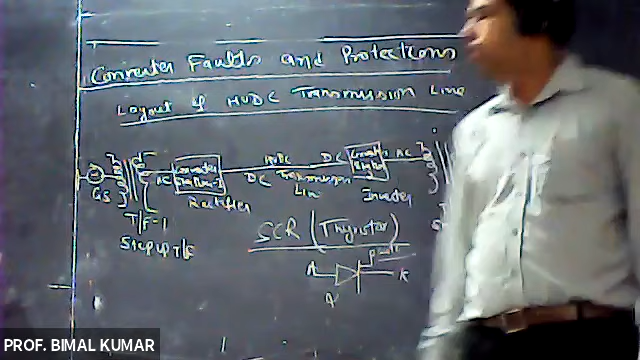 Converter Faults and Protections
Layout of HVDC Transmission Line
HVDC
AC Converter DC Transmission DC Converter AC
GS Line
Rectifier Inverter
T/F-1
Step up T/F
SCR (Thyristor)
A K
PROF. BIMAL KUMAR